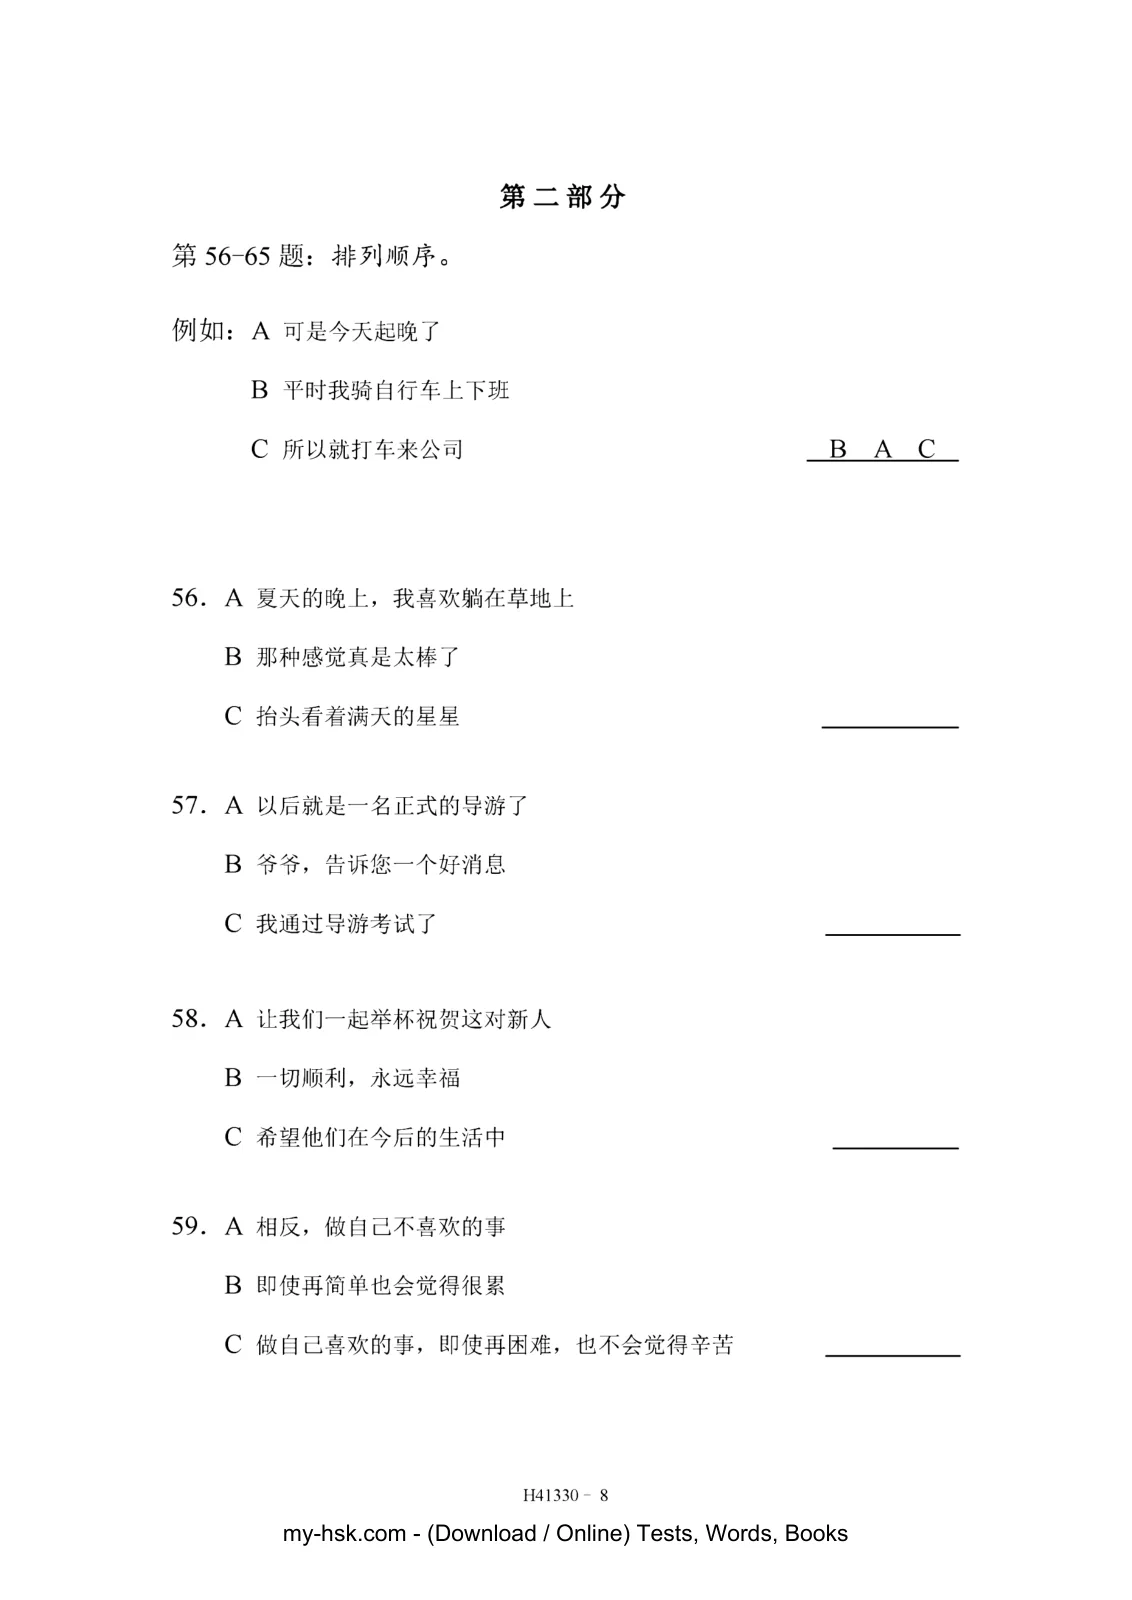 第二部分
第 56-65 题：排列顺序。
例如：A 可是今天起晚了
B 平时我骑自行车上下班
C 所以就打车来公司 B A C
56. A 夏天的晚上，我喜欢躺在草地上
B 那种感觉真是太棒了
C 抬头看着满天的星星
57. A 以后就是一名正式的导游了
B 爷爷，告诉您一个好消息
C 我通过导游考试了
58. A 让我们一起举杯祝贺这对新人
B 一切顺利，永远幸福
C 希望他们在今后的生活中
59. A 相反，做自己不喜欢的事
B 即使再简单也会觉得很累
C 做自己喜欢的事，即使再困难，也不会觉得辛苦
H41330- 8
my-hsk.com - (Download / Online) Tests, Words, Books